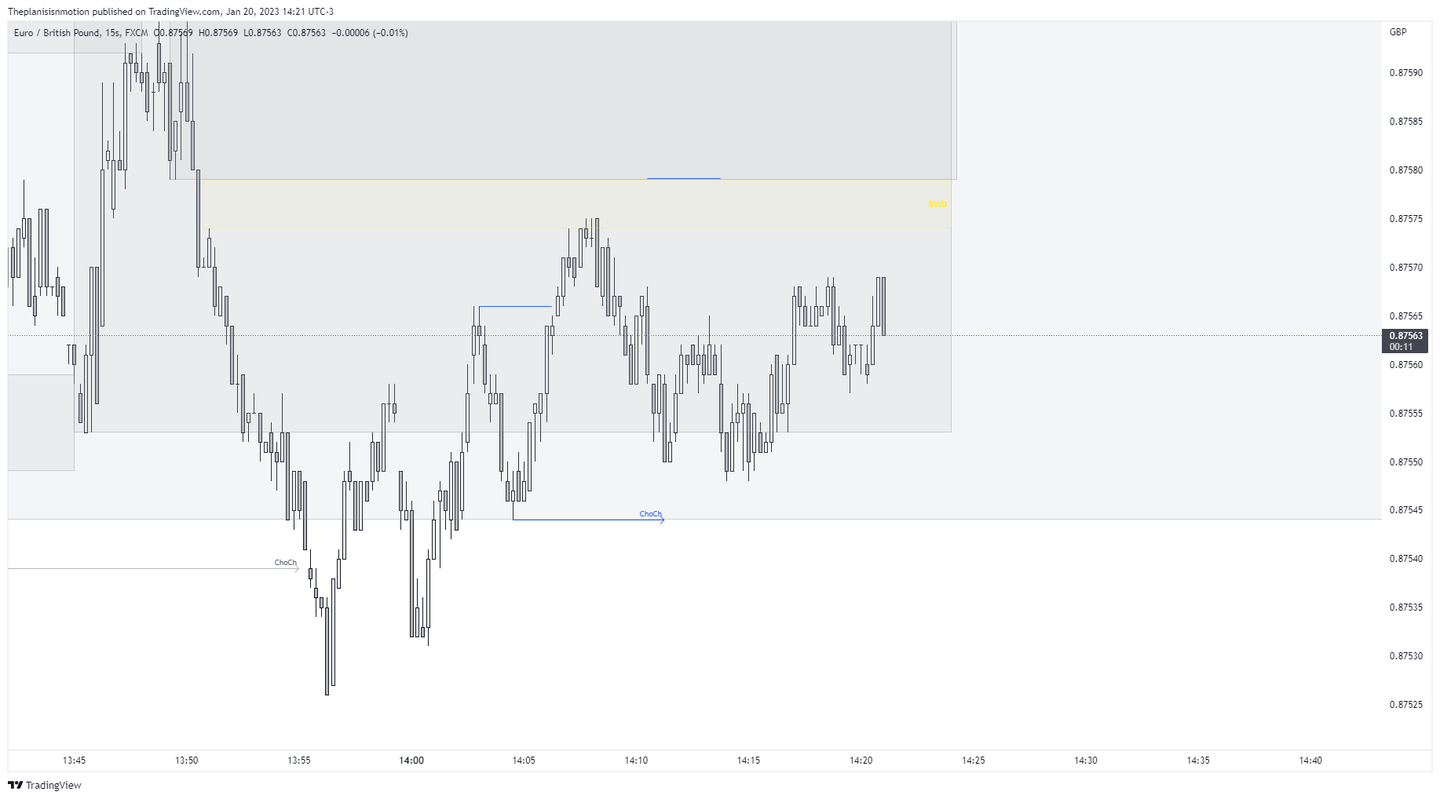 Theplanisisnmotion published on TradingView.com, Jan 20, 2023 14:21 UTC-3
Euro / British Pound, 15s, FXCM O0.87569 H0.87569 L0.87563 C0.87563 −0.00006 (−0.01%)
GBP
0.87590
0.87585
0.87580
imb
0.87575
0.87570
0.87565
0.87563
00:11
0.87560
0.87555
0.87550
0.87545
ChoCh
0.87540
ChoCh
0.87535
0.87530
0.87525
13:45 13:50 13:55 14:00 14:05 14:10 14:15 14:20 14:25 14:30 14:35 14:40
TradingView